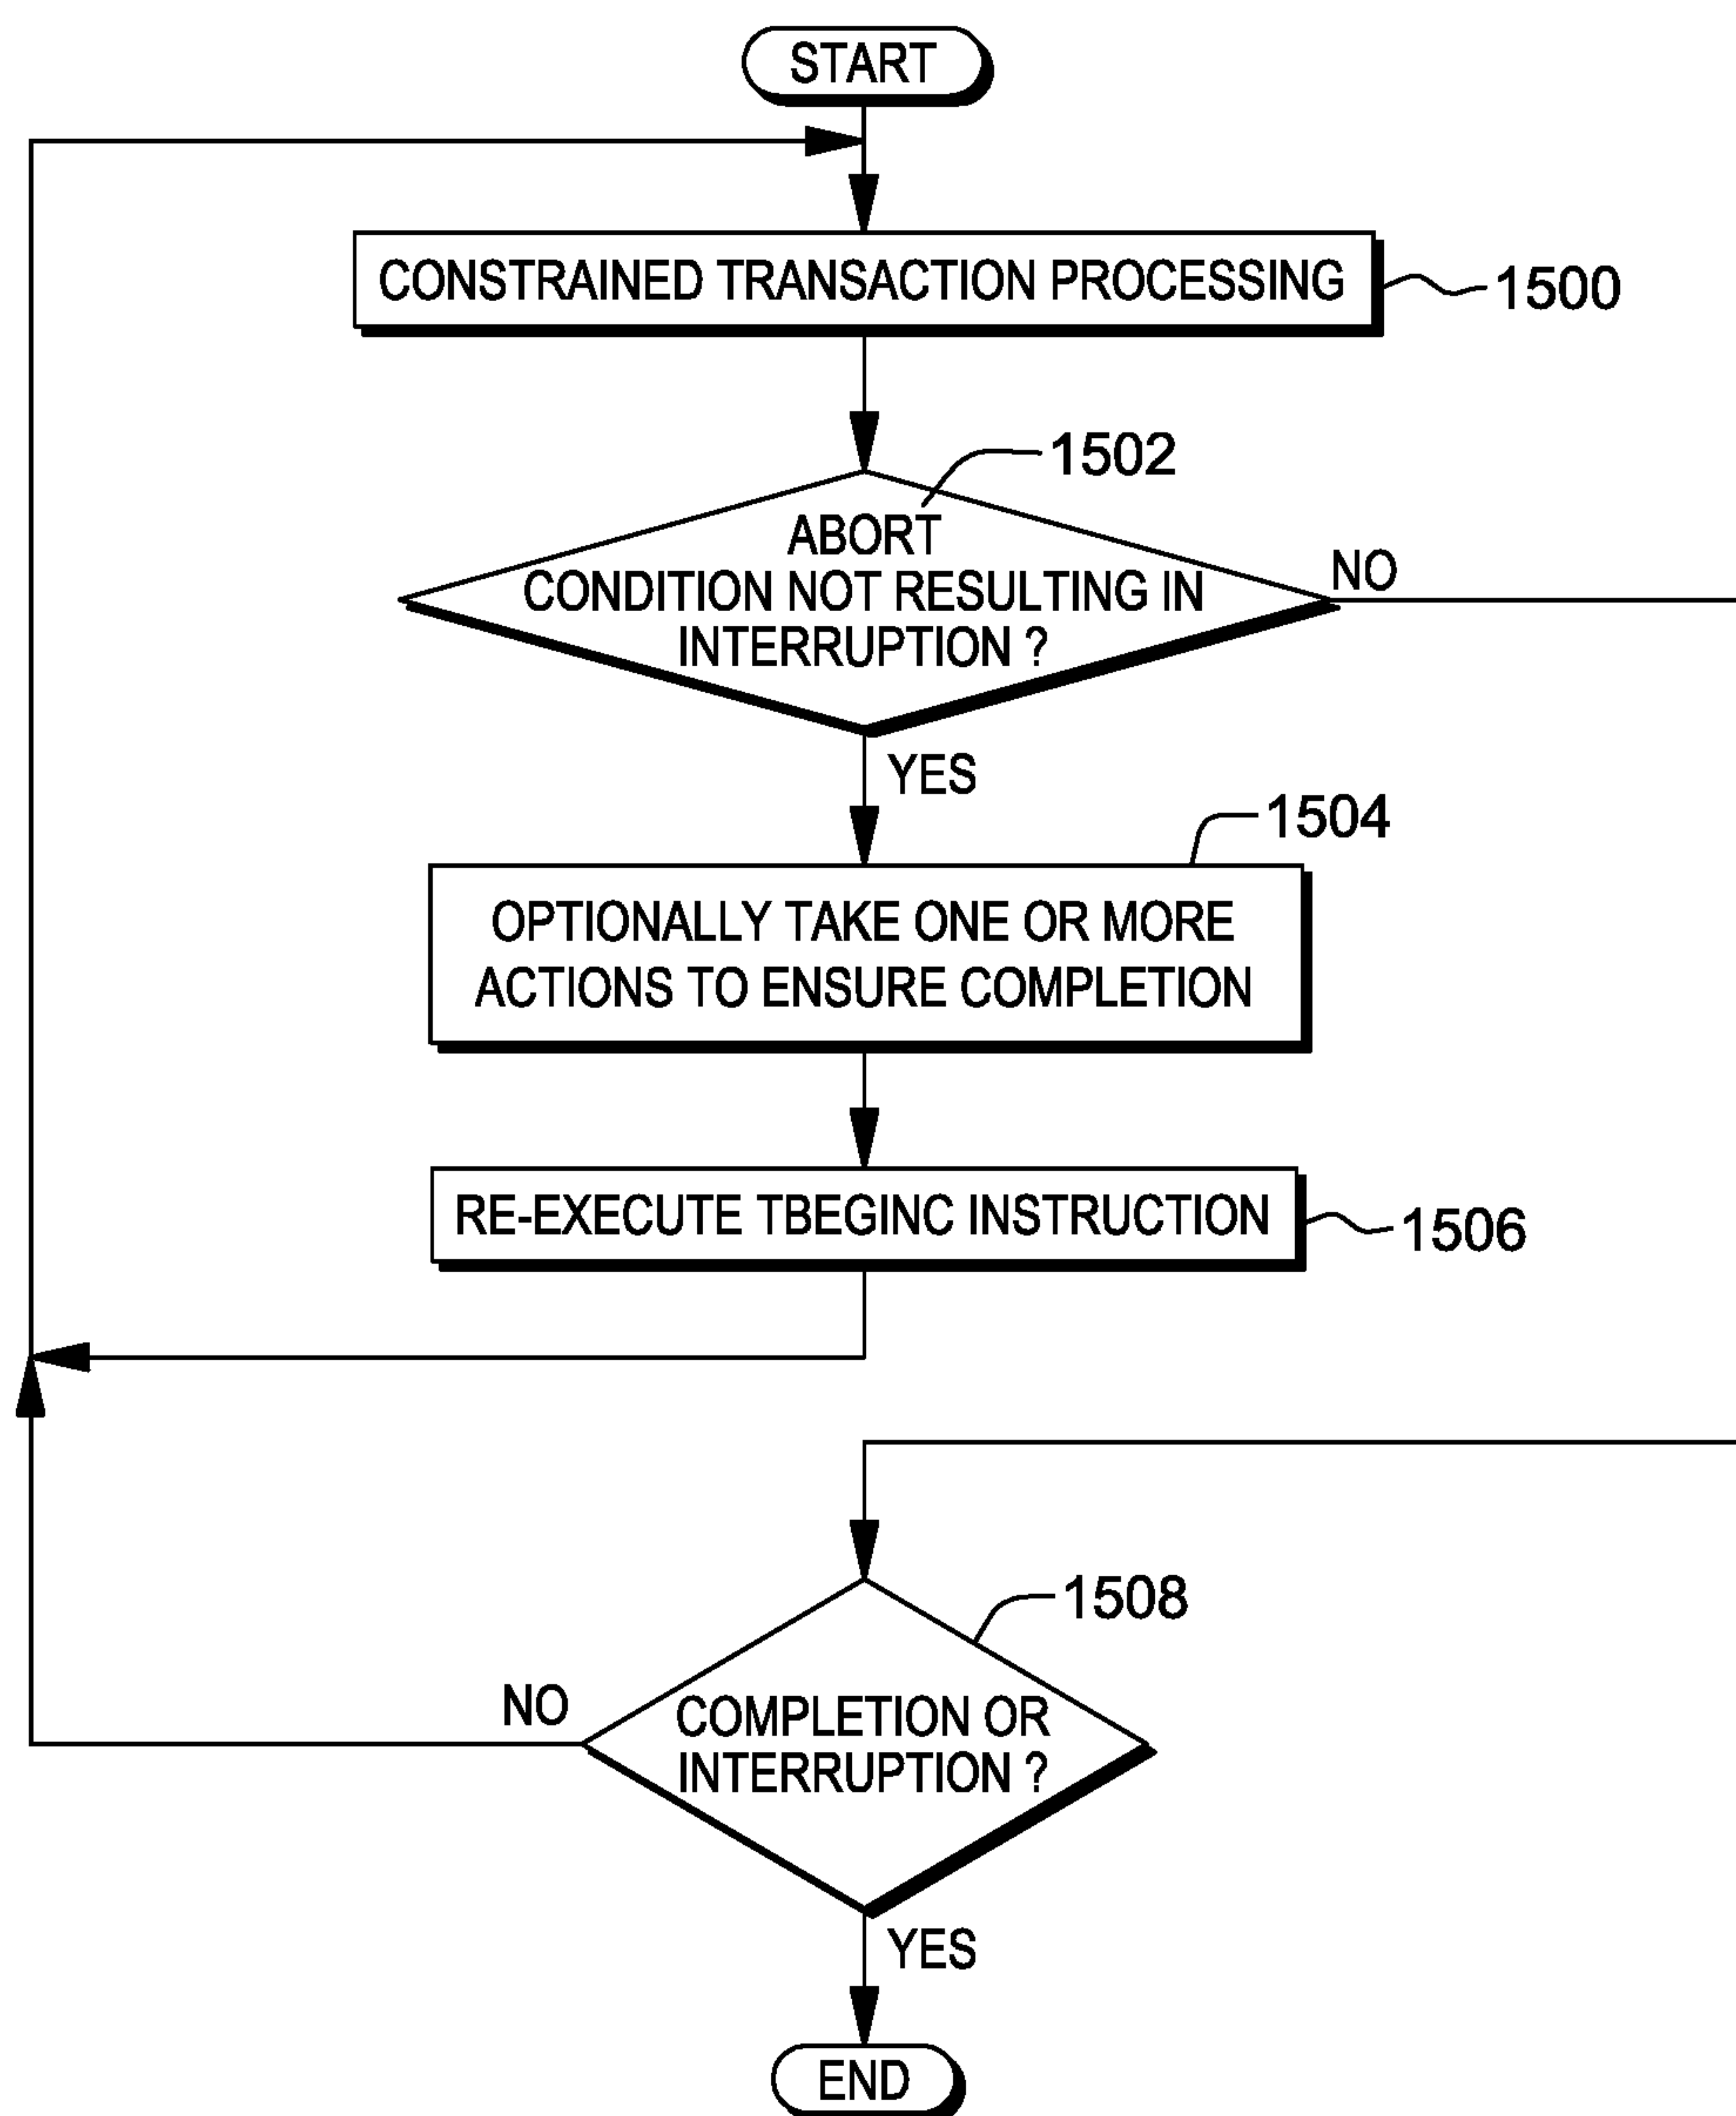 START
CONSTRAINED TRANSACTION PROCESSING
1500
1502
ABORT
CONDITION NOT RESULTING IN
INTERRUPTION ?
NO
YES
1504
OPTIONALLY TAKE ONE OR MORE
ACTIONS TO ENSURE COMPLETION
RE-EXECUTE TBEGINC INSTRUCTION
1506
1508
NO
COMPLETION OR
INTERRUPTION ?
YES
END